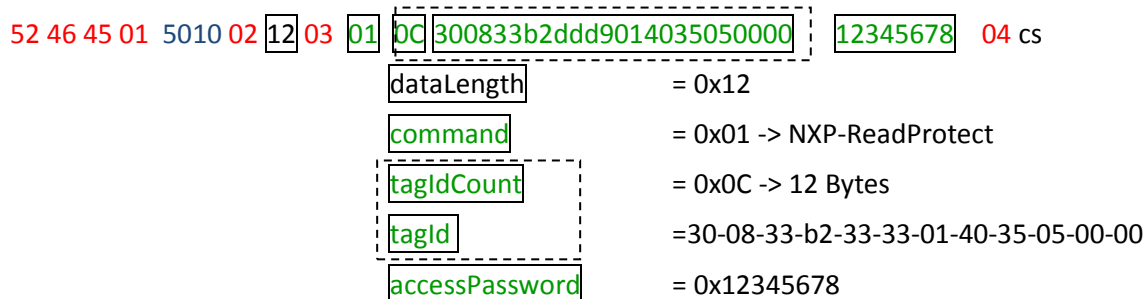 52 46 45 01 5010 02 12 03 01 0C 300833b2ddd9014035050000 12345678 04 cs
dataLength = 0x12
command = 0x01 -> NXP-ReadProtect
tagIdCount = 0x0C -> 12 Bytes
tagId =30-08-33-b2-33-33-01-40-35-05-00-00
accessPassword = 0x12345678